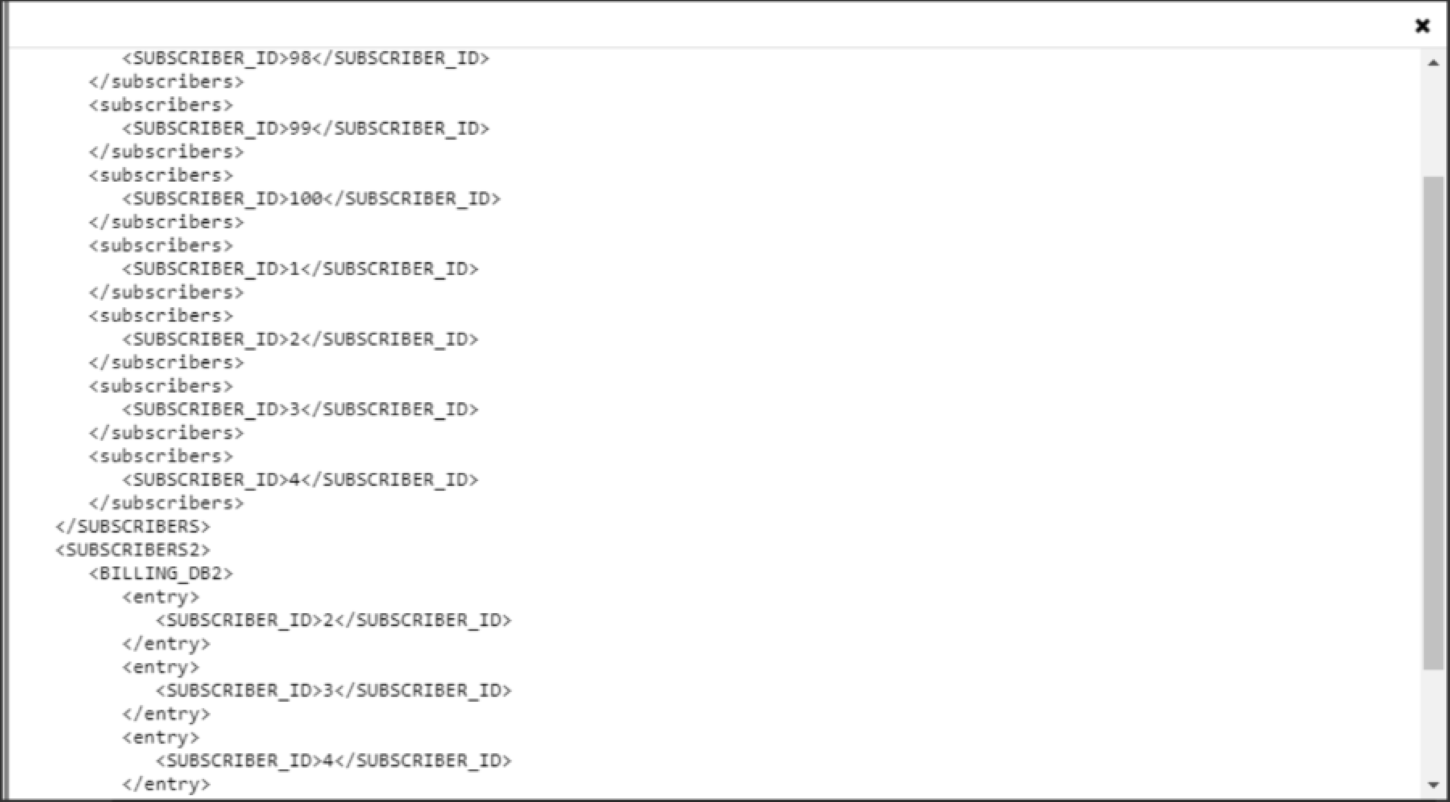 <SUBSCRIBER_ID>98</SUBSCRIBER_ID>
</subscribers>
<subscribers>
<SUBSCRIBER_ID>99</SUBSCRIBER_ID>
</subscribers>
<subscribers>
<SUBSCRIBER_ID>100</SUBSCRIBER_ID>
</subscribers>
<subscribers>
<SUBSCRIBER_ID>1</SUBSCRIBER_ID>
</subscribers>
<subscribers>
<SUBSCRIBER_ID>2</SUBSCRIBER_ID>
</subscribers>
<subscribers>
<SUBSCRIBER_ID>3</SUBSCRIBER_ID>
</subscribers>
<subscribers>
<SUBSCRIBER_ID>4</SUBSCRIBER_ID>
</subscribers>
</SUBSCRIBERS>
<SUBSCRIBERS2>
<BILLING_DB2>
<entry>
<SUBSCRIBER_ID>2</SUBSCRIBER_ID>
</entry>
<entry>
<SUBSCRIBER_ID>3</SUBSCRIBER_ID>
</entry>
<entry>
<SUBSCRIBER_ID>4</SUBSCRIBER_ID>
</entry>